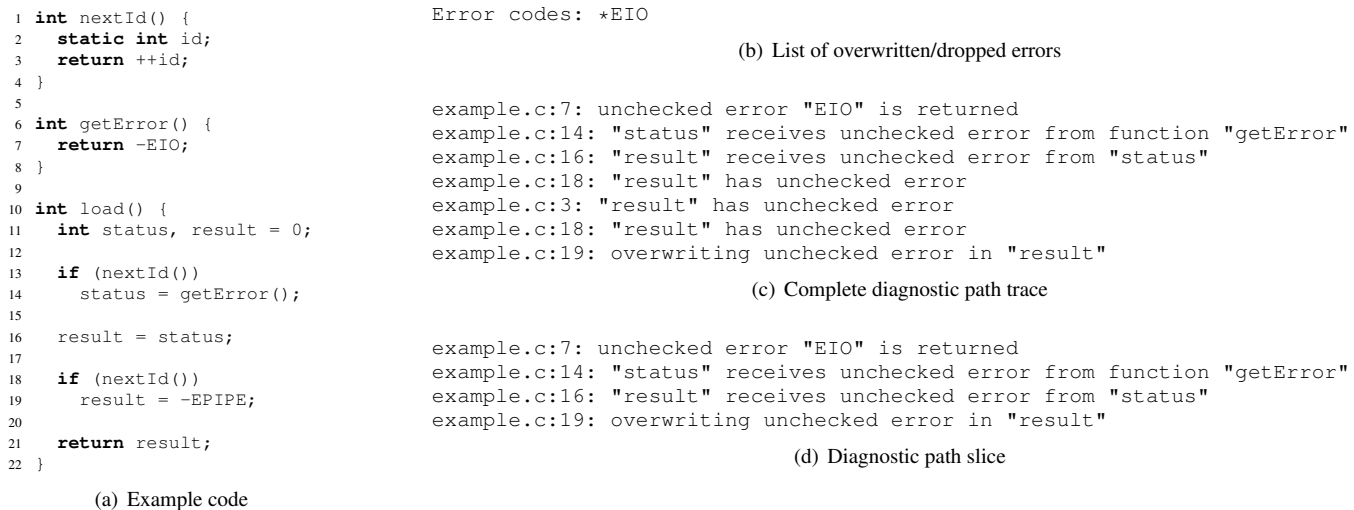 1 int nextId() {
2   static int id;
3   return ++id;
4 }
5
6 int getError() {
7   return -EIO;
8 }
9
10 int load() {
11   int status, result = 0;
12
13   if (nextId())
14     status = getError();
15
16   result = status;
17
18   if (nextId())
19     result = -EPIPE;
20
21   return result;
22 }
(a) Example code
Error codes: *EIO
(b) List of overwritten/dropped errors
example.c:7: unchecked error "EIO" is returned
example.c:14: "status" receives unchecked error from function "getError"
example.c:16: "result" receives unchecked error from "status"
example.c:18: "result" has unchecked error
example.c:3: "result" has unchecked error
example.c:18: "result" has unchecked error
example.c:19: overwriting unchecked error in "result"
(c) Complete diagnostic path trace
example.c:7: unchecked error "EIO" is returned
example.c:14: "status" receives unchecked error from function "getError"
example.c:16: "result" receives unchecked error from "status"
example.c:19: overwriting unchecked error in "result"
(d) Diagnostic path slice